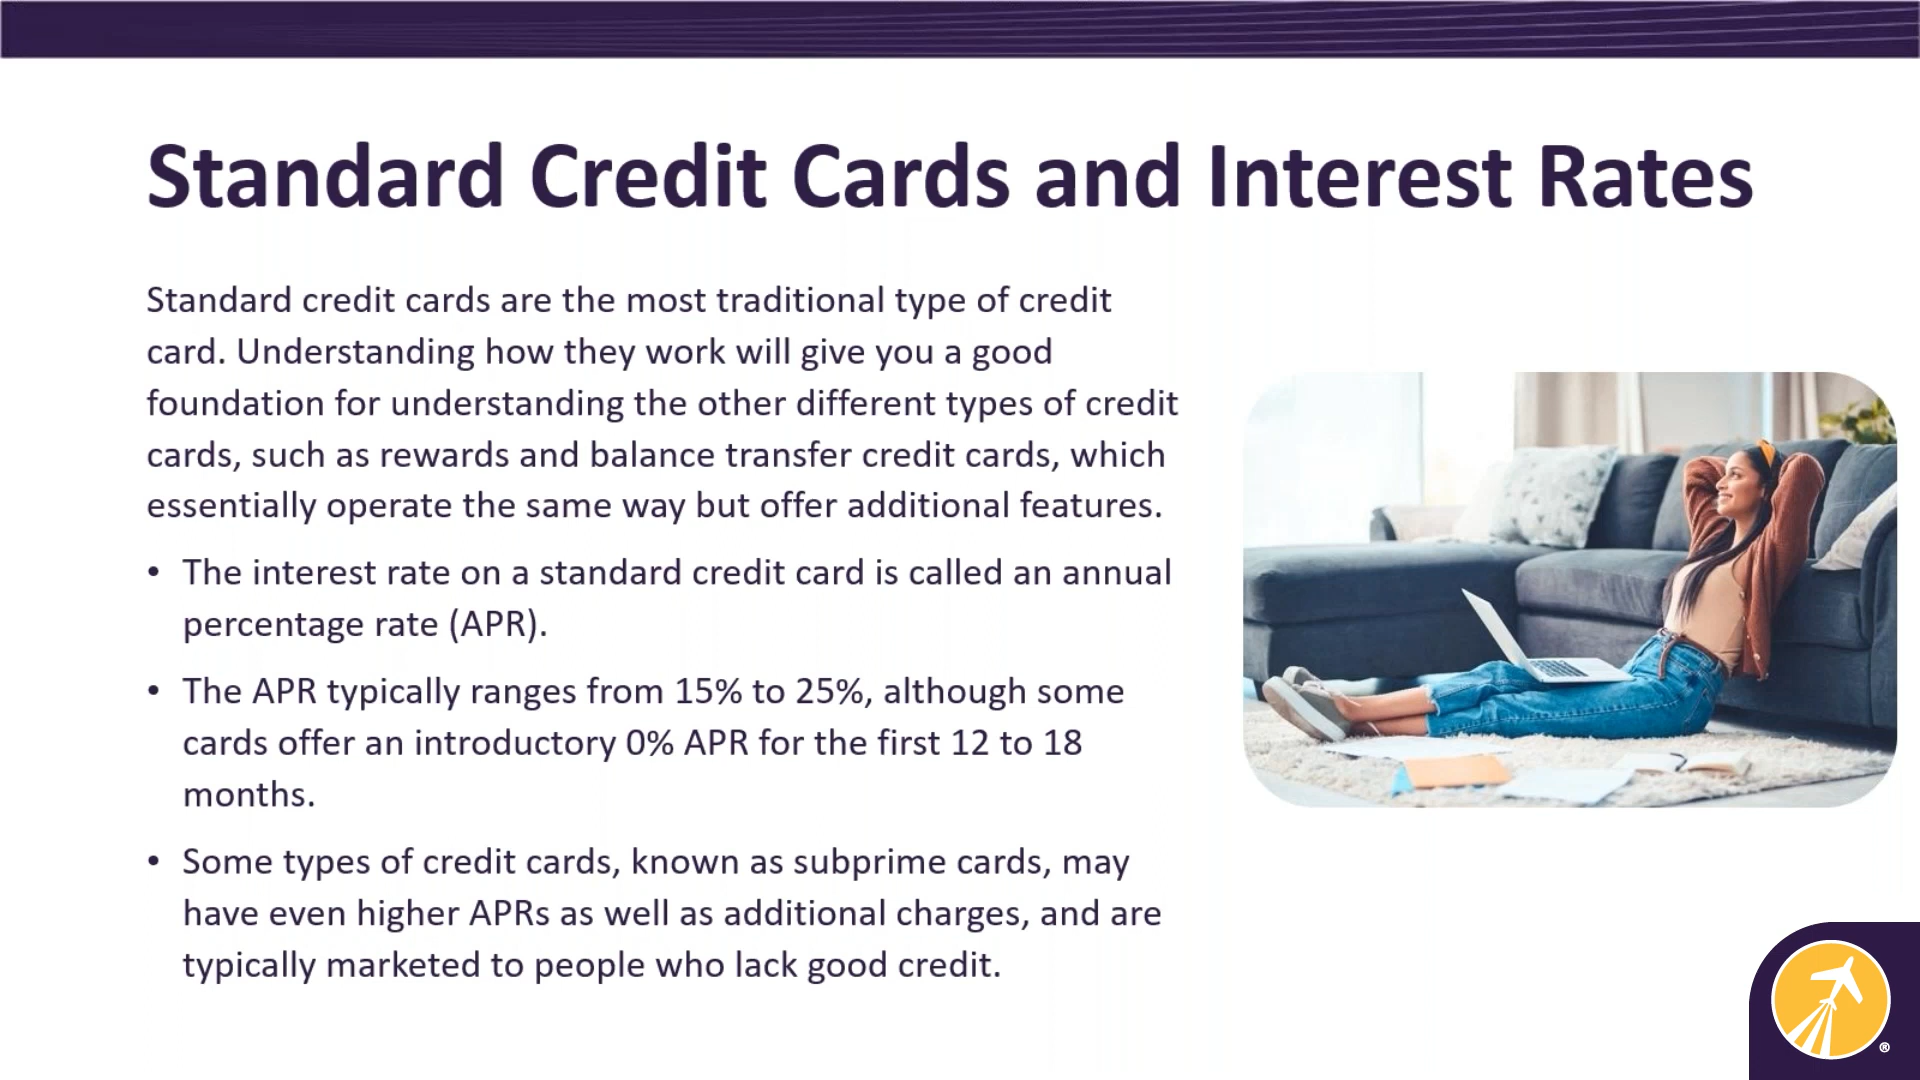 Standard Credit Cards and Interest Rates
Standard credit cards are the most traditional type of credit
card. Understanding how they work will give you a good
foundation for understanding the other different types of credit
cards, such as rewards and balance transfer credit cards, which
essentially operate the same way but offer additional features.
• The interest rate on a standard credit card is called an annual
percentage rate (APR).
• The APR typically ranges from 15% to 25%, although some
cards offer an introductory 0% APR for the first 12 to 18
months.
• Some types of credit cards, known as subprime cards, may
have even higher APRs as well as additional charges, and are
typically marketed to people who lack good credit.
®